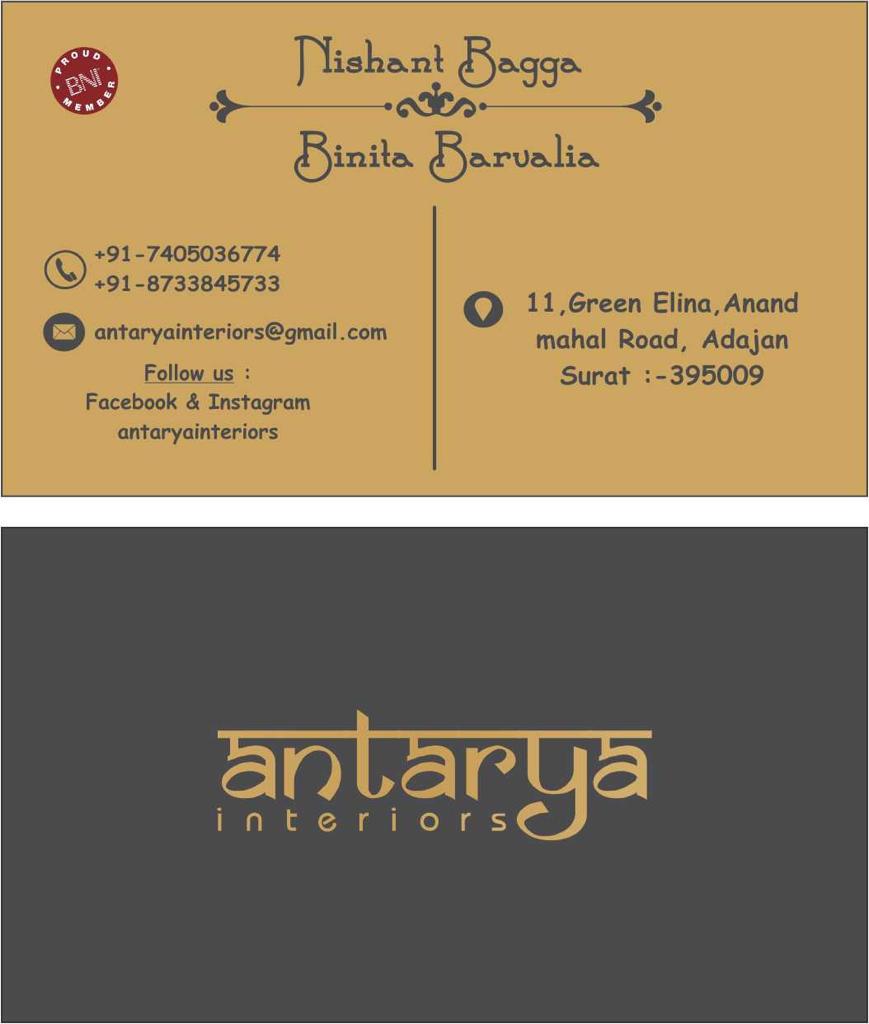 PROUD
BNI
MEMBER
Nishant Bagga
Binita Barvalia
+91-7405036774
+91-8733845733
antaryainteriors@gmail.com
Follow us :
Facebook & Instagram
antaryainteriors
11,Green Elina,Anand
mahal Road, Adajan
Surat :-395009
antarya
interiors